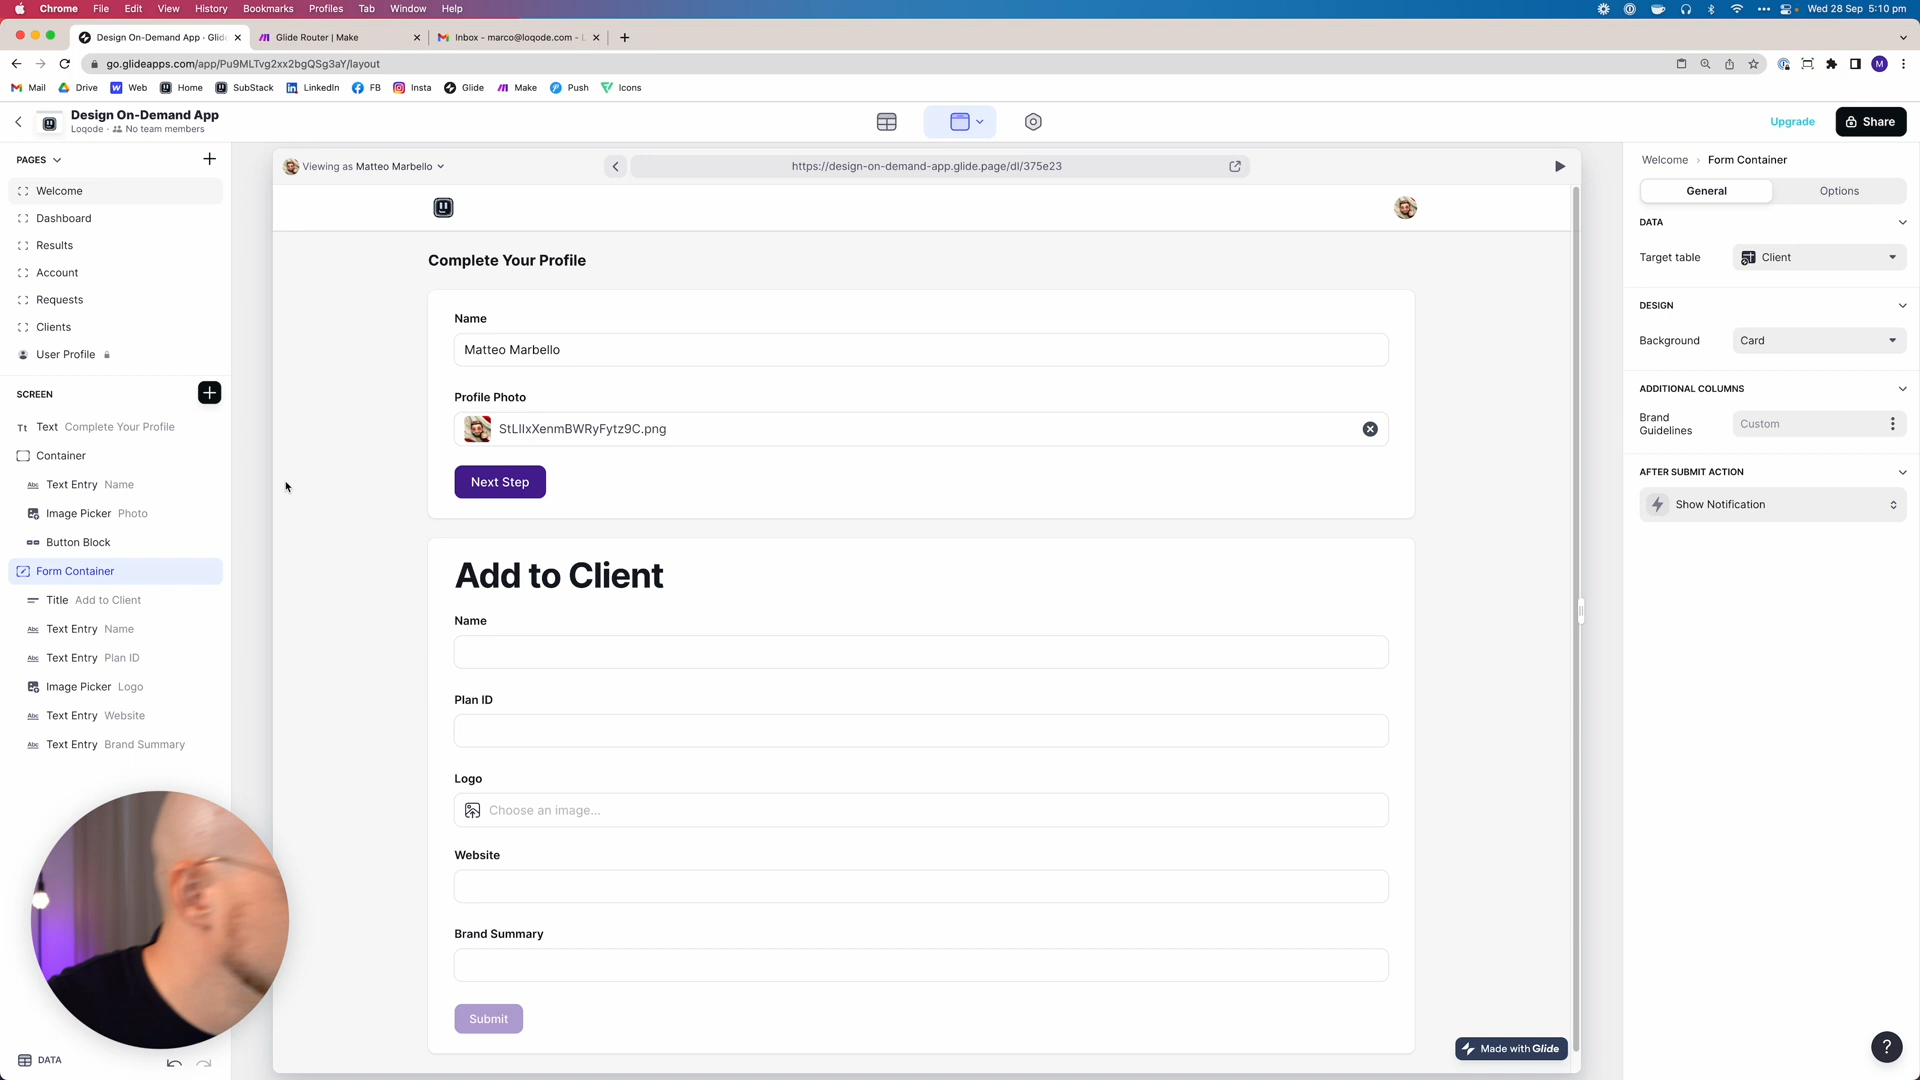 Chrome File Edit View History Bookmarks Profiles Tab Window Help
Wed 28 Sep 5:10 pm
Design On-Demand App · Glide
Glide Router | Make
Inbox - marco@loqode.com -
go.glideapps.com/app/Pu9MLTvg2xx2bgQSg3aY/layout
Mail Drive Web Home SubStack LinkedIn FB Insta Glide Make Push Icons
Design On-Demand App
Loqode · No team members
Upgrade
Share
PAGES
Welcome
Dashboard
Results
Account
Requests
Clients
User Profile
SCREEN
Tt Text Complete Your Profile
Container
Abc Text Entry Name
Image Picker Photo
Button Block
Form Container
Title Add to Client
Abc Text Entry Name
Abc Text Entry Plan ID
Image Picker Logo
Abc Text Entry Website
Abc Text Entry Brand Summary
DATA
Viewing as Matteo Marbello
https://design-on-demand-app.glide.page/dl/375e23
Complete Your Profile
Name
Matteo Marbello
Profile Photo
StLIIxXenmBWRyFytz9C.png
Next Step
Add to Client
Name
Plan ID
Logo
Choose an image...
Website
Brand Summary
Submit
Made with Glide
Welcome › Form Container
General
Options
DATA
Target table
Client
DESIGN
Background
Card
ADDITIONAL COLUMNS
Brand
Guidelines
Custom
AFTER SUBMIT ACTION
Show Notification
?